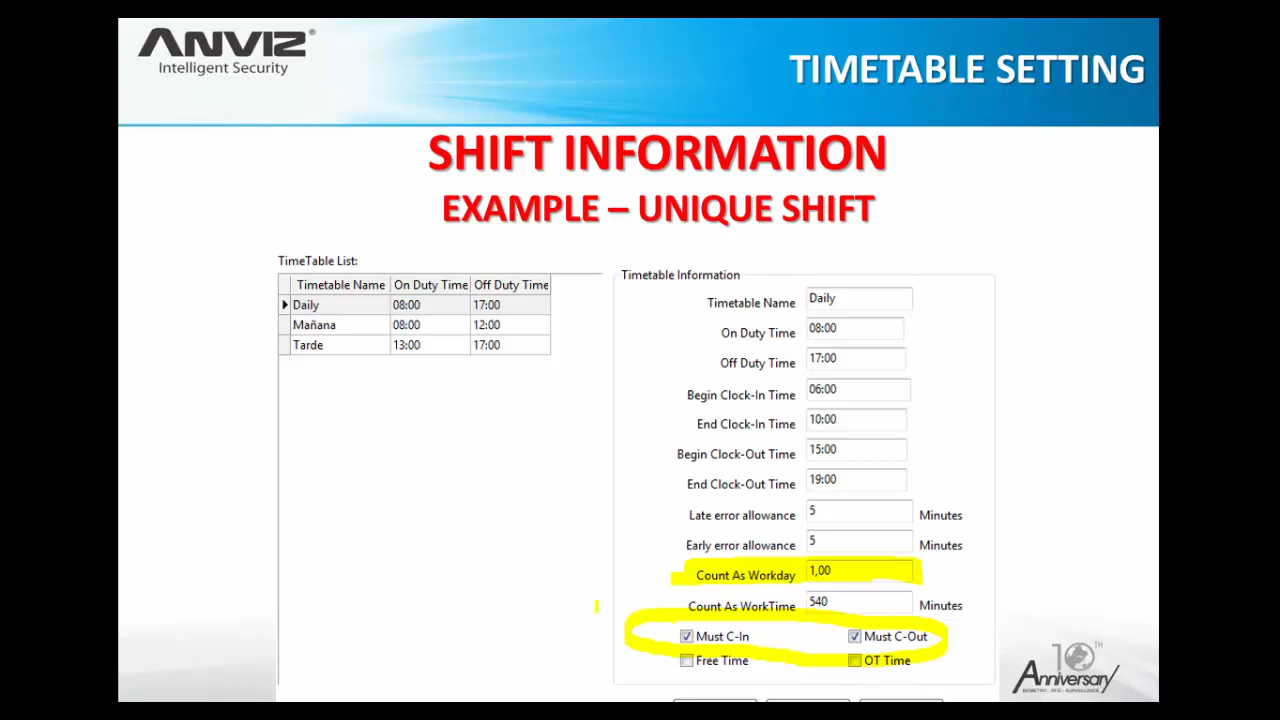 ANVIZ®
Intelligent Security
TIMETABLE SETTING
SHIFT INFORMATION
EXAMPLE – UNIQUE SHIFT
TimeTable List:
Timetable Name On Duty Time Off Duty Time
Daily 08:00 17:00
Mañana 08:00 12:00
Tarde 13:00 17:00
Timetable Information
Timetable Name Daily
On Duty Time 08:00
Off Duty Time 17:00
Begin Clock-In Time 06:00
End Clock-In Time 10:00
Begin Clock-Out Time 15:00
End Clock-Out Time 19:00
Late error allowance 5 Minutes
Early error allowance 5 Minutes
Count As Workday 1,00
Count As WorkTime 540 Minutes
Must C-In Must C-Out
Free Time OT Time
10TH
Anniversary
BIOMETRIC . RFID . SURVEILLANCE